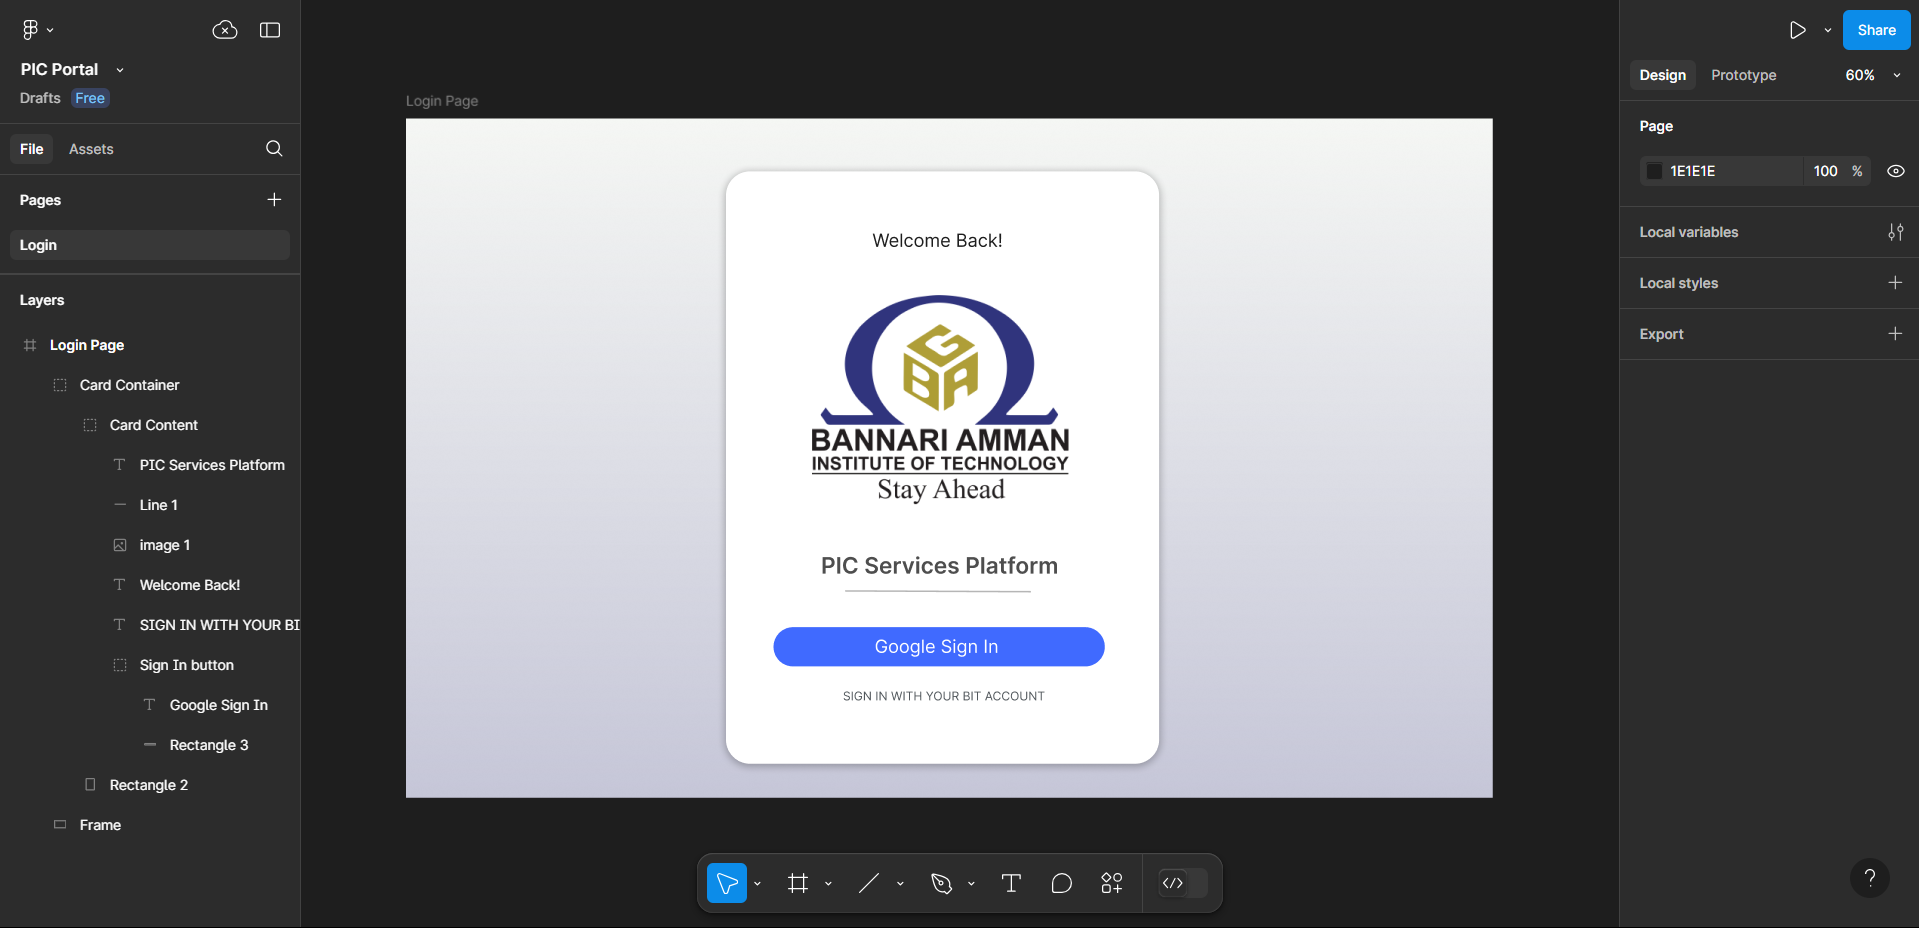 PIC Portal
Drafts Free
File Assets
Pages
Login
Layers
Login Page
Card Container
Card Content
PIC Services Platform
Line 1
image 1
Welcome Back!
SIGN IN WITH YOUR BI
Sign In button
Google Sign In
Rectangle 3
Rectangle 2
Frame
Login Page
Welcome Back!
G
BA
BANNARI AMMAN
INSTITUTE OF TECHNOLOGY
Stay Ahead
PIC Services Platform
Google Sign In
SIGN IN WITH YOUR BIT ACCOUNT
Share
Design Prototype 60%
Page
1E1E1E 100 %
Local variables
Local styles
Export
?